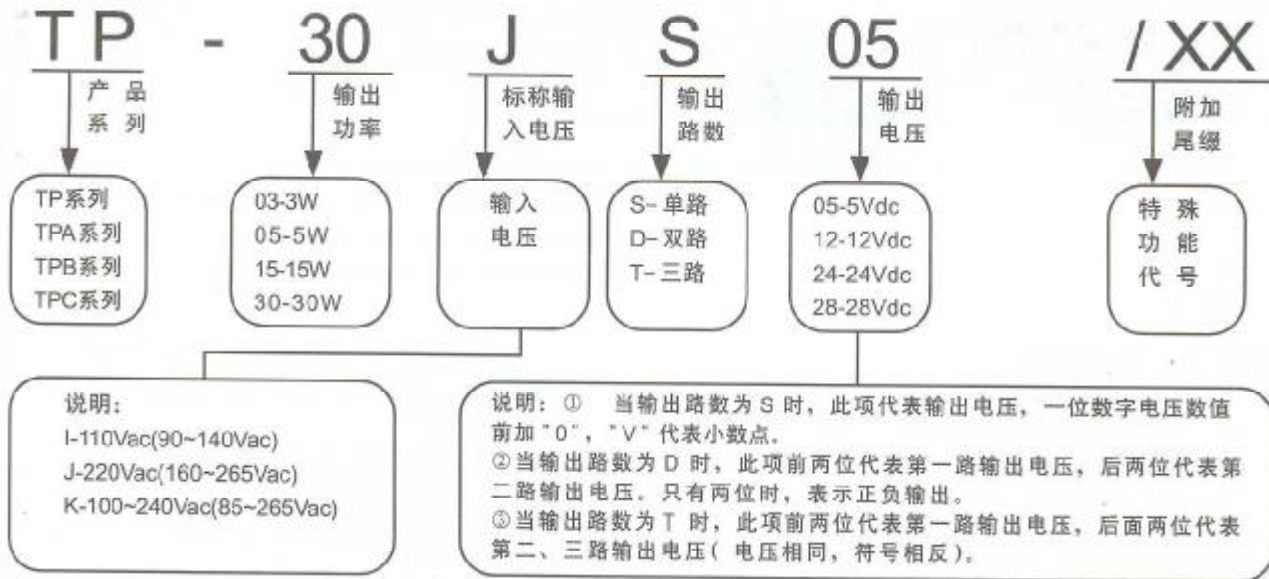 TP - 30 J S 05 /XX
产品
系列
输出
功率
标称输
入电压
输出
路数
输出
电压
附加
尾缀
TP系列
TPA系列
TPB系列
TPC系列
03-3W
05-5W
15-15W
30-30W
输入
电压
S-单路
D-双路
T-三路
05-5Vdc
12-12Vdc
24-24Vdc
28-28Vdc
特殊
功能
代号
说明:
I-110Vac(90~140Vac)
J-220Vac(160~265Vac)
K-100~240Vac(85~265Vac)
说明:① 当输出路数为S时,此项代表输出电压,一位数字电压数值
前加"0","V"代表小数点。
②当输出路数为D时,此项前两位代表第一路输出电压,后两位代表第
二路输出电压。只有两位时,表示正负输出。
③当输出路数为T时,此项前两位代表第一路输出电压,后面两位代表
第二、三路输出电压(电压相同,符号相反)。